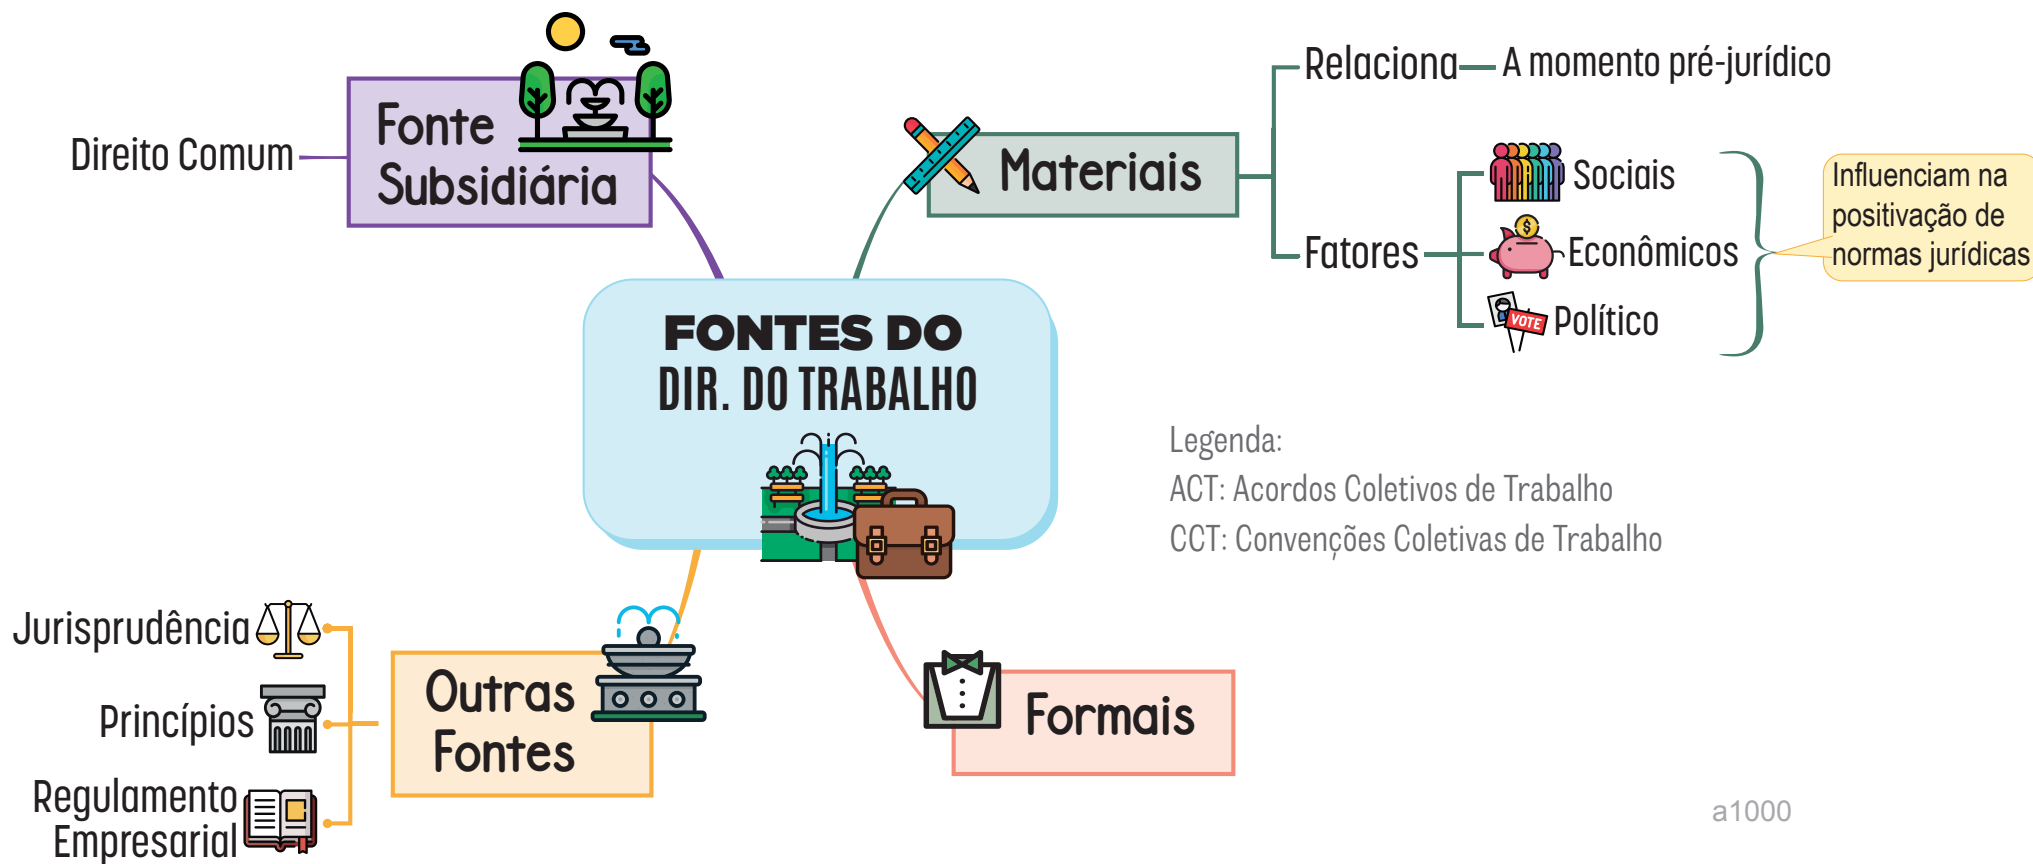 FONTES DO
DIR. DO TRABALHO
Fonte
Subsidiária
Direito Comum
Materiais
Relaciona
A momento pré-jurídico
Fatores
Sociais
Econômicos
VOTE
Político
Influenciam na
positivação de
normas jurídicas
Legenda:
ACT: Acordos Coletivos de Trabalho
CCT: Convenções Coletivas de Trabalho
Outras
Fontes
Jurisprudência
Princípios
Regulamento
Empresarial
Formais
a1000